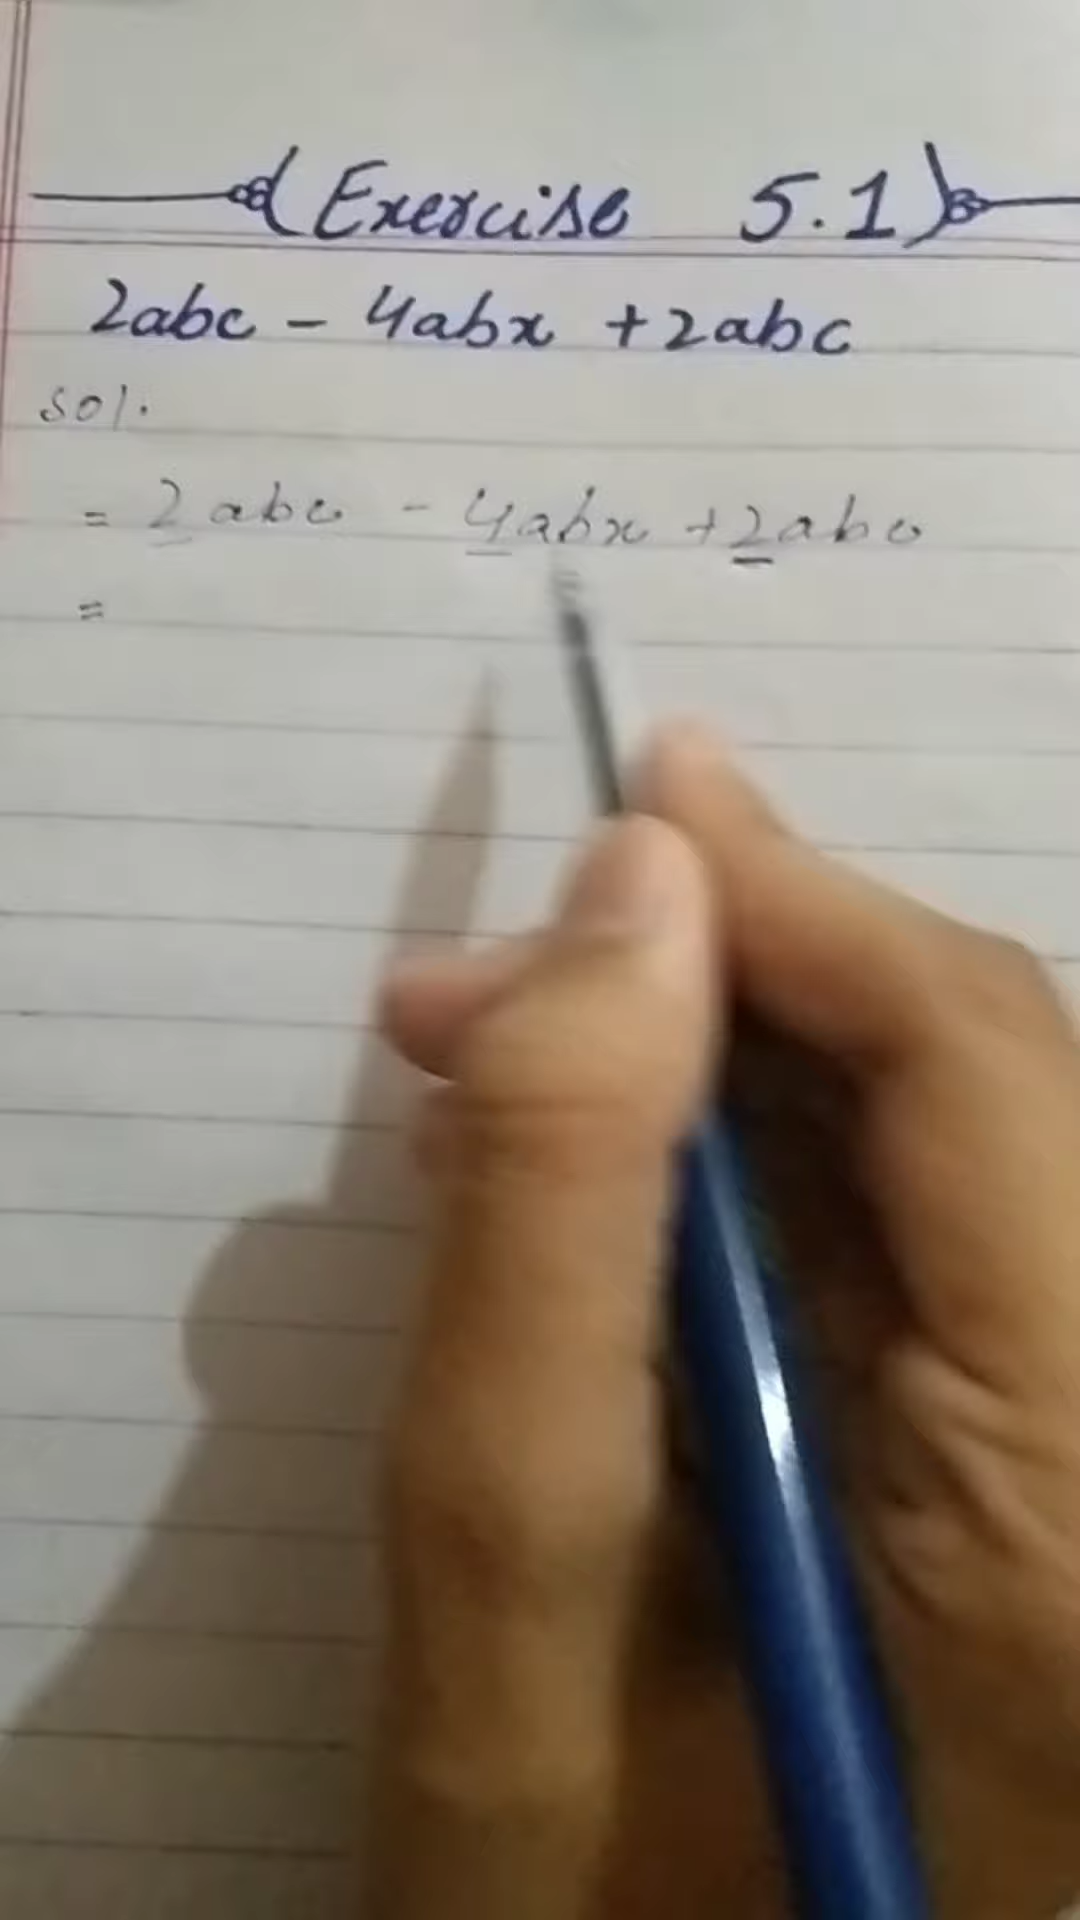 Exercise 5.1
2abc - 4abx + 2abc
Sol.
= 2abc - 4abx + 2abc
=